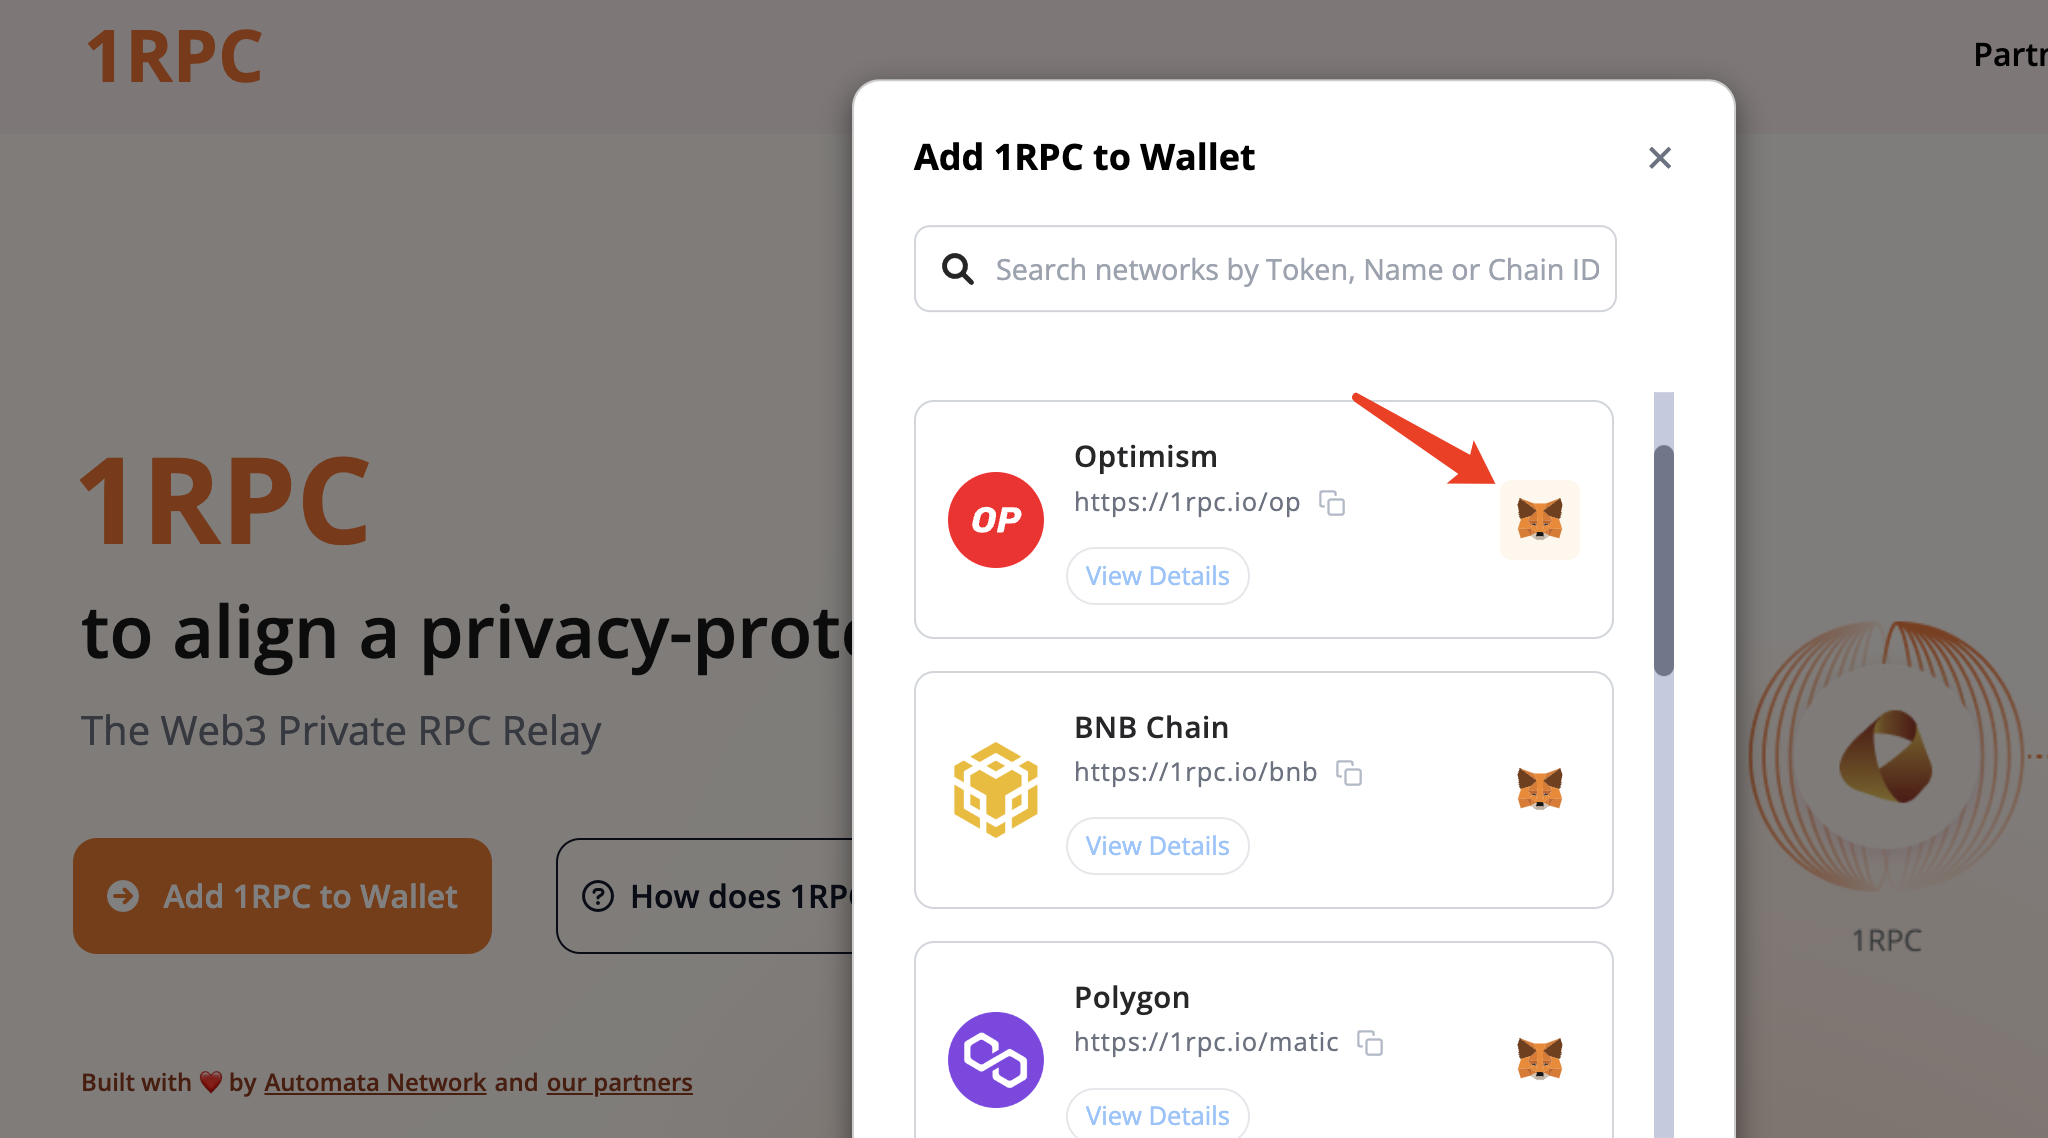 1RPC
Partn
Add 1RPC to Wallet
Search networks by Token, Name or Chain ID
Optimism
https://1rpc.io/op
OP
View Details
BNB Chain
https://1rpc.io/bnb
View Details
Polygon
https://1rpc.io/matic
View Details
1RPC
to align a privacy-prot
The Web3 Private RPC Relay
Add 1RPC to Wallet
How does 1RPC
Built with ❤️ by Automata Network and our partners
1RPC